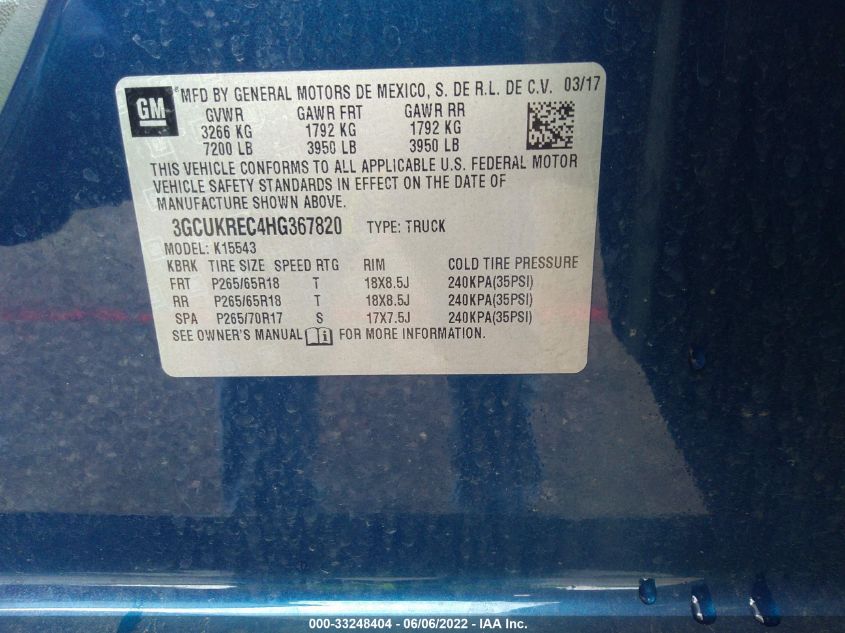 GM
MFD BY GENERAL MOTORS DE MEXICO, S. DE R.L. DE C.V. 03/17
GVWR GAWR FRT GAWR RR
3266 KG 1792 KG 1792 KG
7200 LB 3950 LB 3950 LB
THIS VEHICLE CONFORMS TO ALL APPLICABLE U.S. FEDERAL MOTOR
VEHICLE SAFETY STANDARDS IN EFFECT ON THE DATE OF
MANUFACTURE SHOWN ABOVE.
3GCUKREC4HG367820 TYPE: TRUCK
MODEL: K15543
KBRK TIRE SIZE SPEED RTG RIM COLD TIRE PRESSURE
FRT P265/65R18 T 18X8.5J 240KPA(35PSI)
RR P265/65R18 T 18X8.5J 240KPA(35PSI)
SPA P265/70R17 S 17X7.5J 240KPA(35PSI)
SEE OWNER'S MANUAL i FOR MORE INFORMATION.
000-33248404 - 06/06/2022 - IAA Inc.